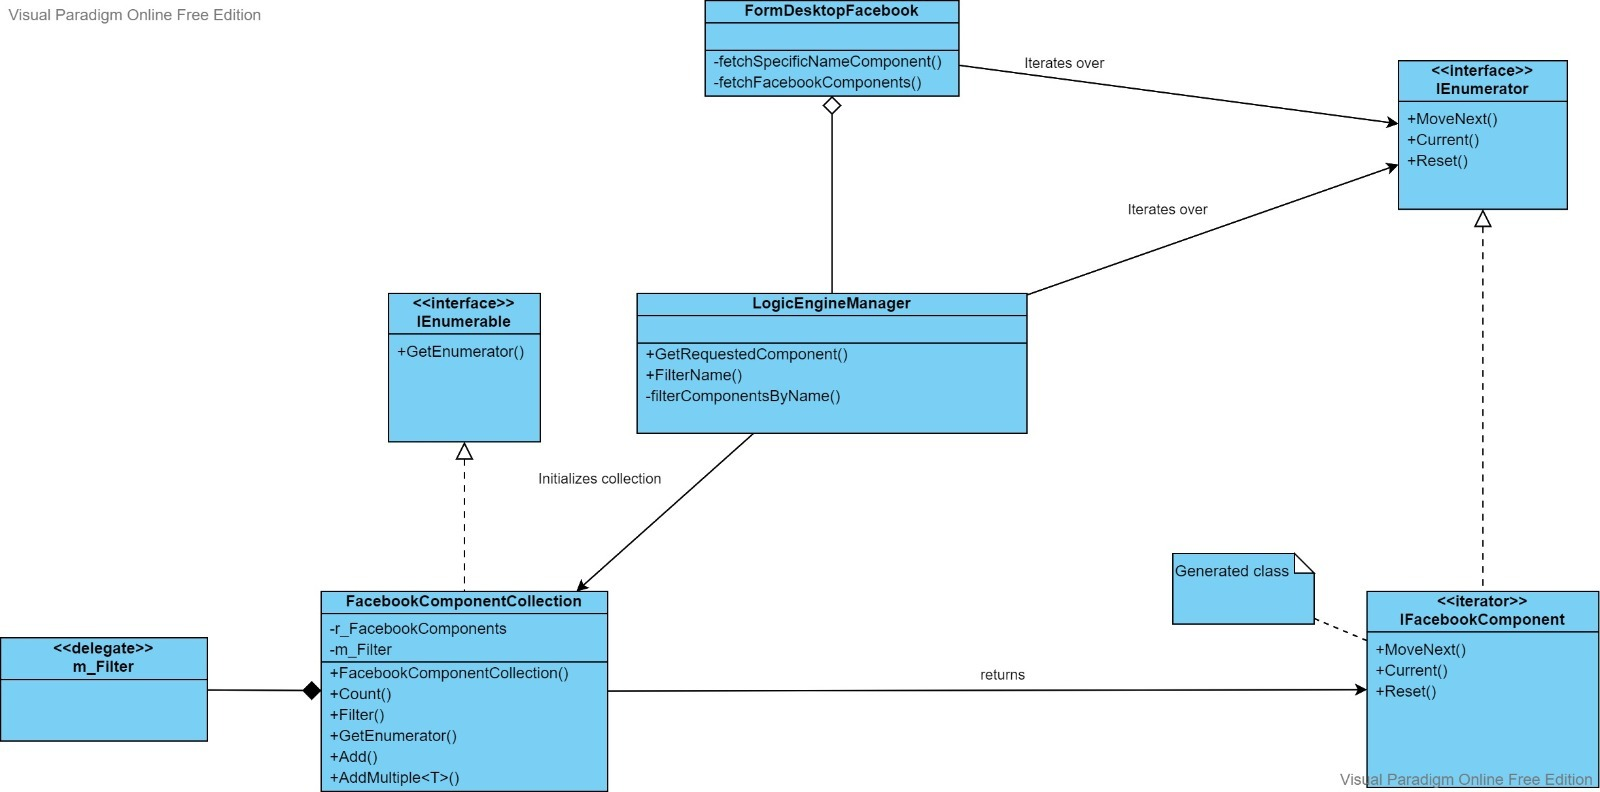 Visual Paradigm Online Free Edition
FormDesktopFacebook
-fetchSpecificNameComponent()
-fetchFacebookComponents()
Iterates over
<<interface>>
IEnumerator
+MoveNext()
+Current()
+Reset()
Iterates over
<<interface>>
IEnumerable
+GetEnumerator()
LogicEngineManager
+GetRequestedComponent()
+FilterName()
-filterComponentsByName()
Initializes collection
Generated class
<<delegate>>
m_Filter
FacebookComponentCollection
-r_FacebookComponents
-m_Filter
+FacebookComponentCollection()
+Count()
+Filter()
+GetEnumerator()
+Add()
+AddMultiple<T>()
returns
<<iterator>>
IFacebookComponent
+MoveNext()
+Current()
+Reset()
Visual Paradigm Online Free Edition